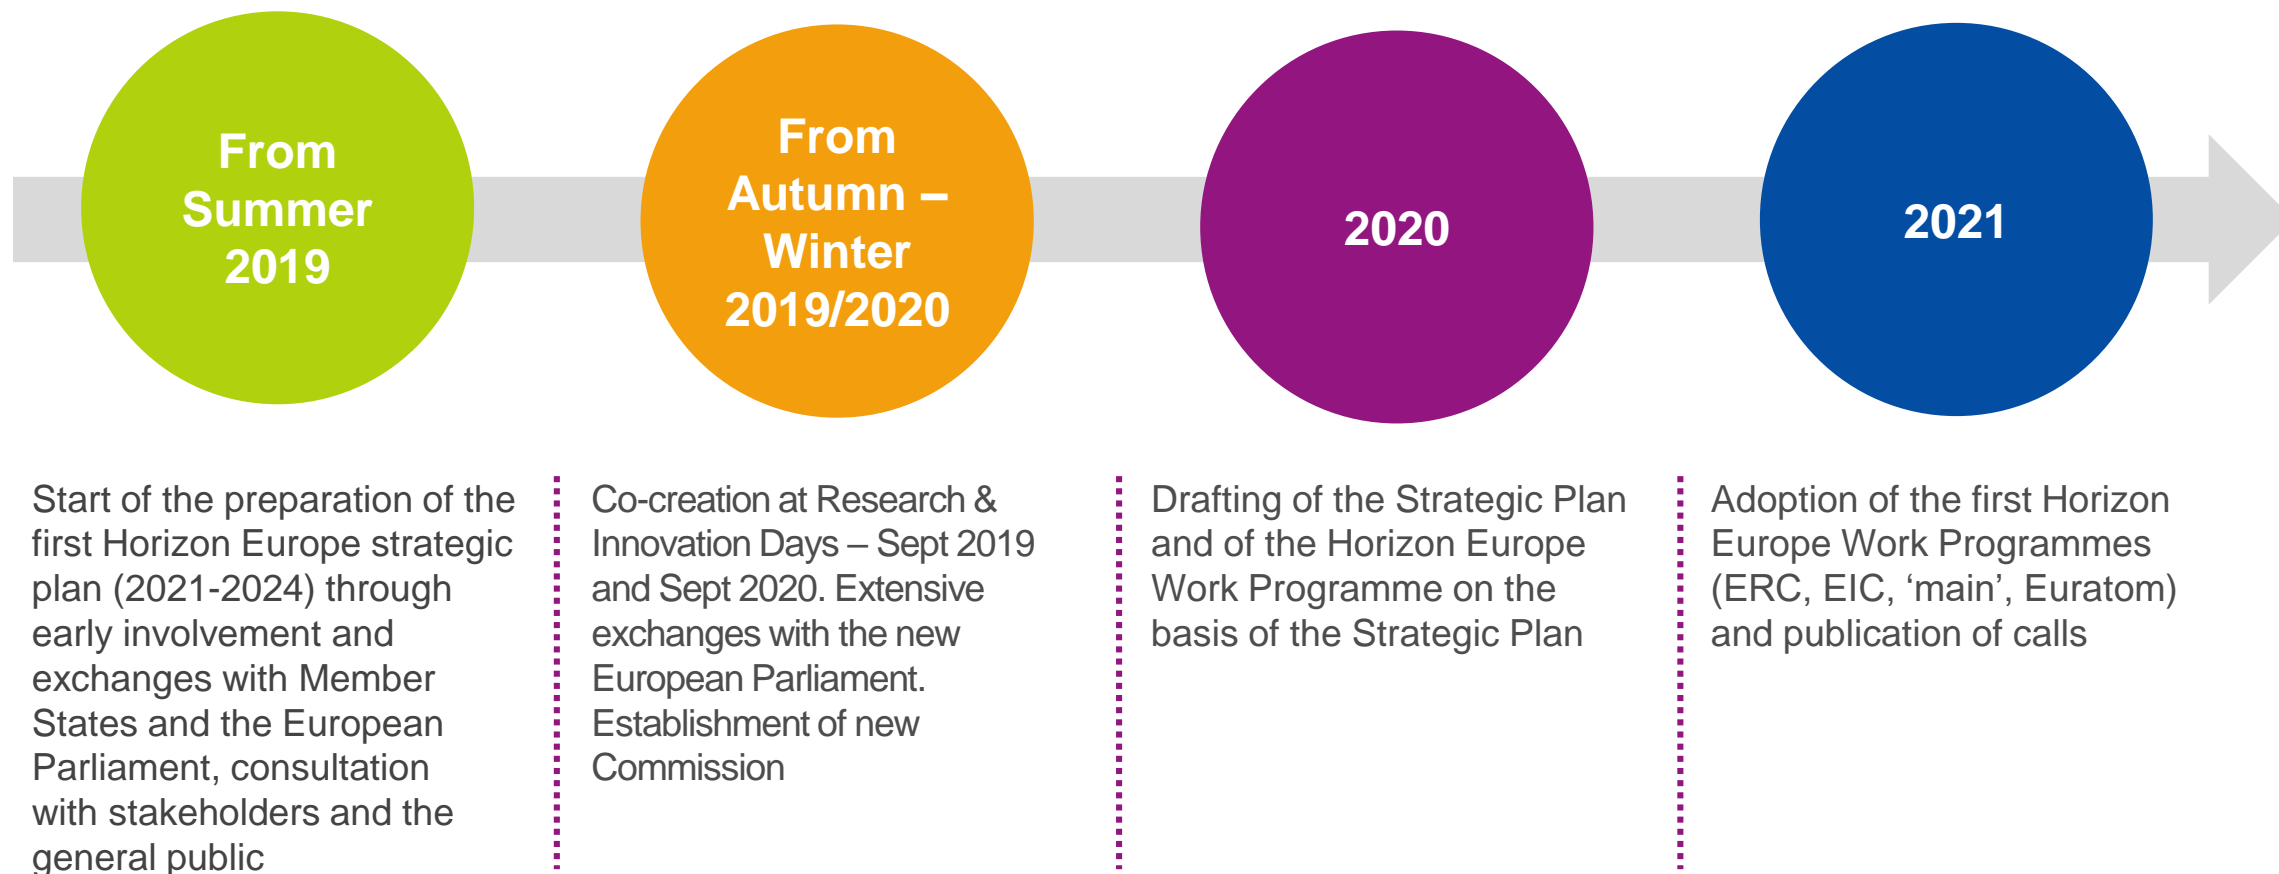 From
Summer
2019
From
Autumn –
Winter
2019/2020
2020
2021
Start of the preparation of the
first Horizon Europe strategic
plan (2021-2024) through
early involvement and
exchanges with Member
States and the European
Parliament, consultation
with stakeholders and the
general public
Co-creation at Research &
Innovation Days – Sept 2019
and Sept 2020. Extensive
exchanges with the new
European Parliament.
Establishment of new
Commission
Drafting of the Strategic Plan
and of the Horizon Europe
Work Programme on the
basis of the Strategic Plan
Adoption of the first Horizon
Europe Work Programmes
(ERC, EIC, ‘main’, Euratom)
and publication of calls